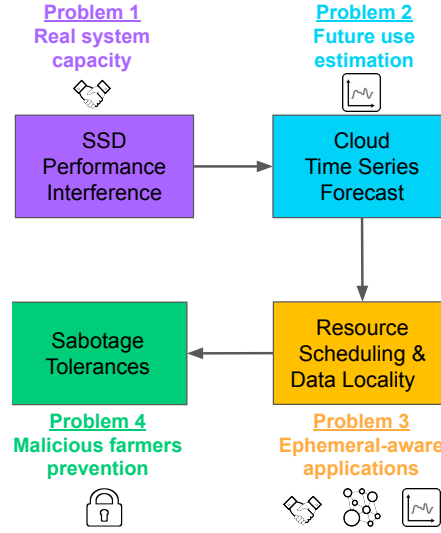 Problem 1
Real system
capacity
Problem 2
Future use
estimation
SSD
Performance
Interference
Cloud
Time Series
Forecast
Sabotage
Tolerances
Resource
Scheduling &
Data Locality
Problem 4
Malicious farmers
prevention
Problem 3
Ephemeral-aware
applications